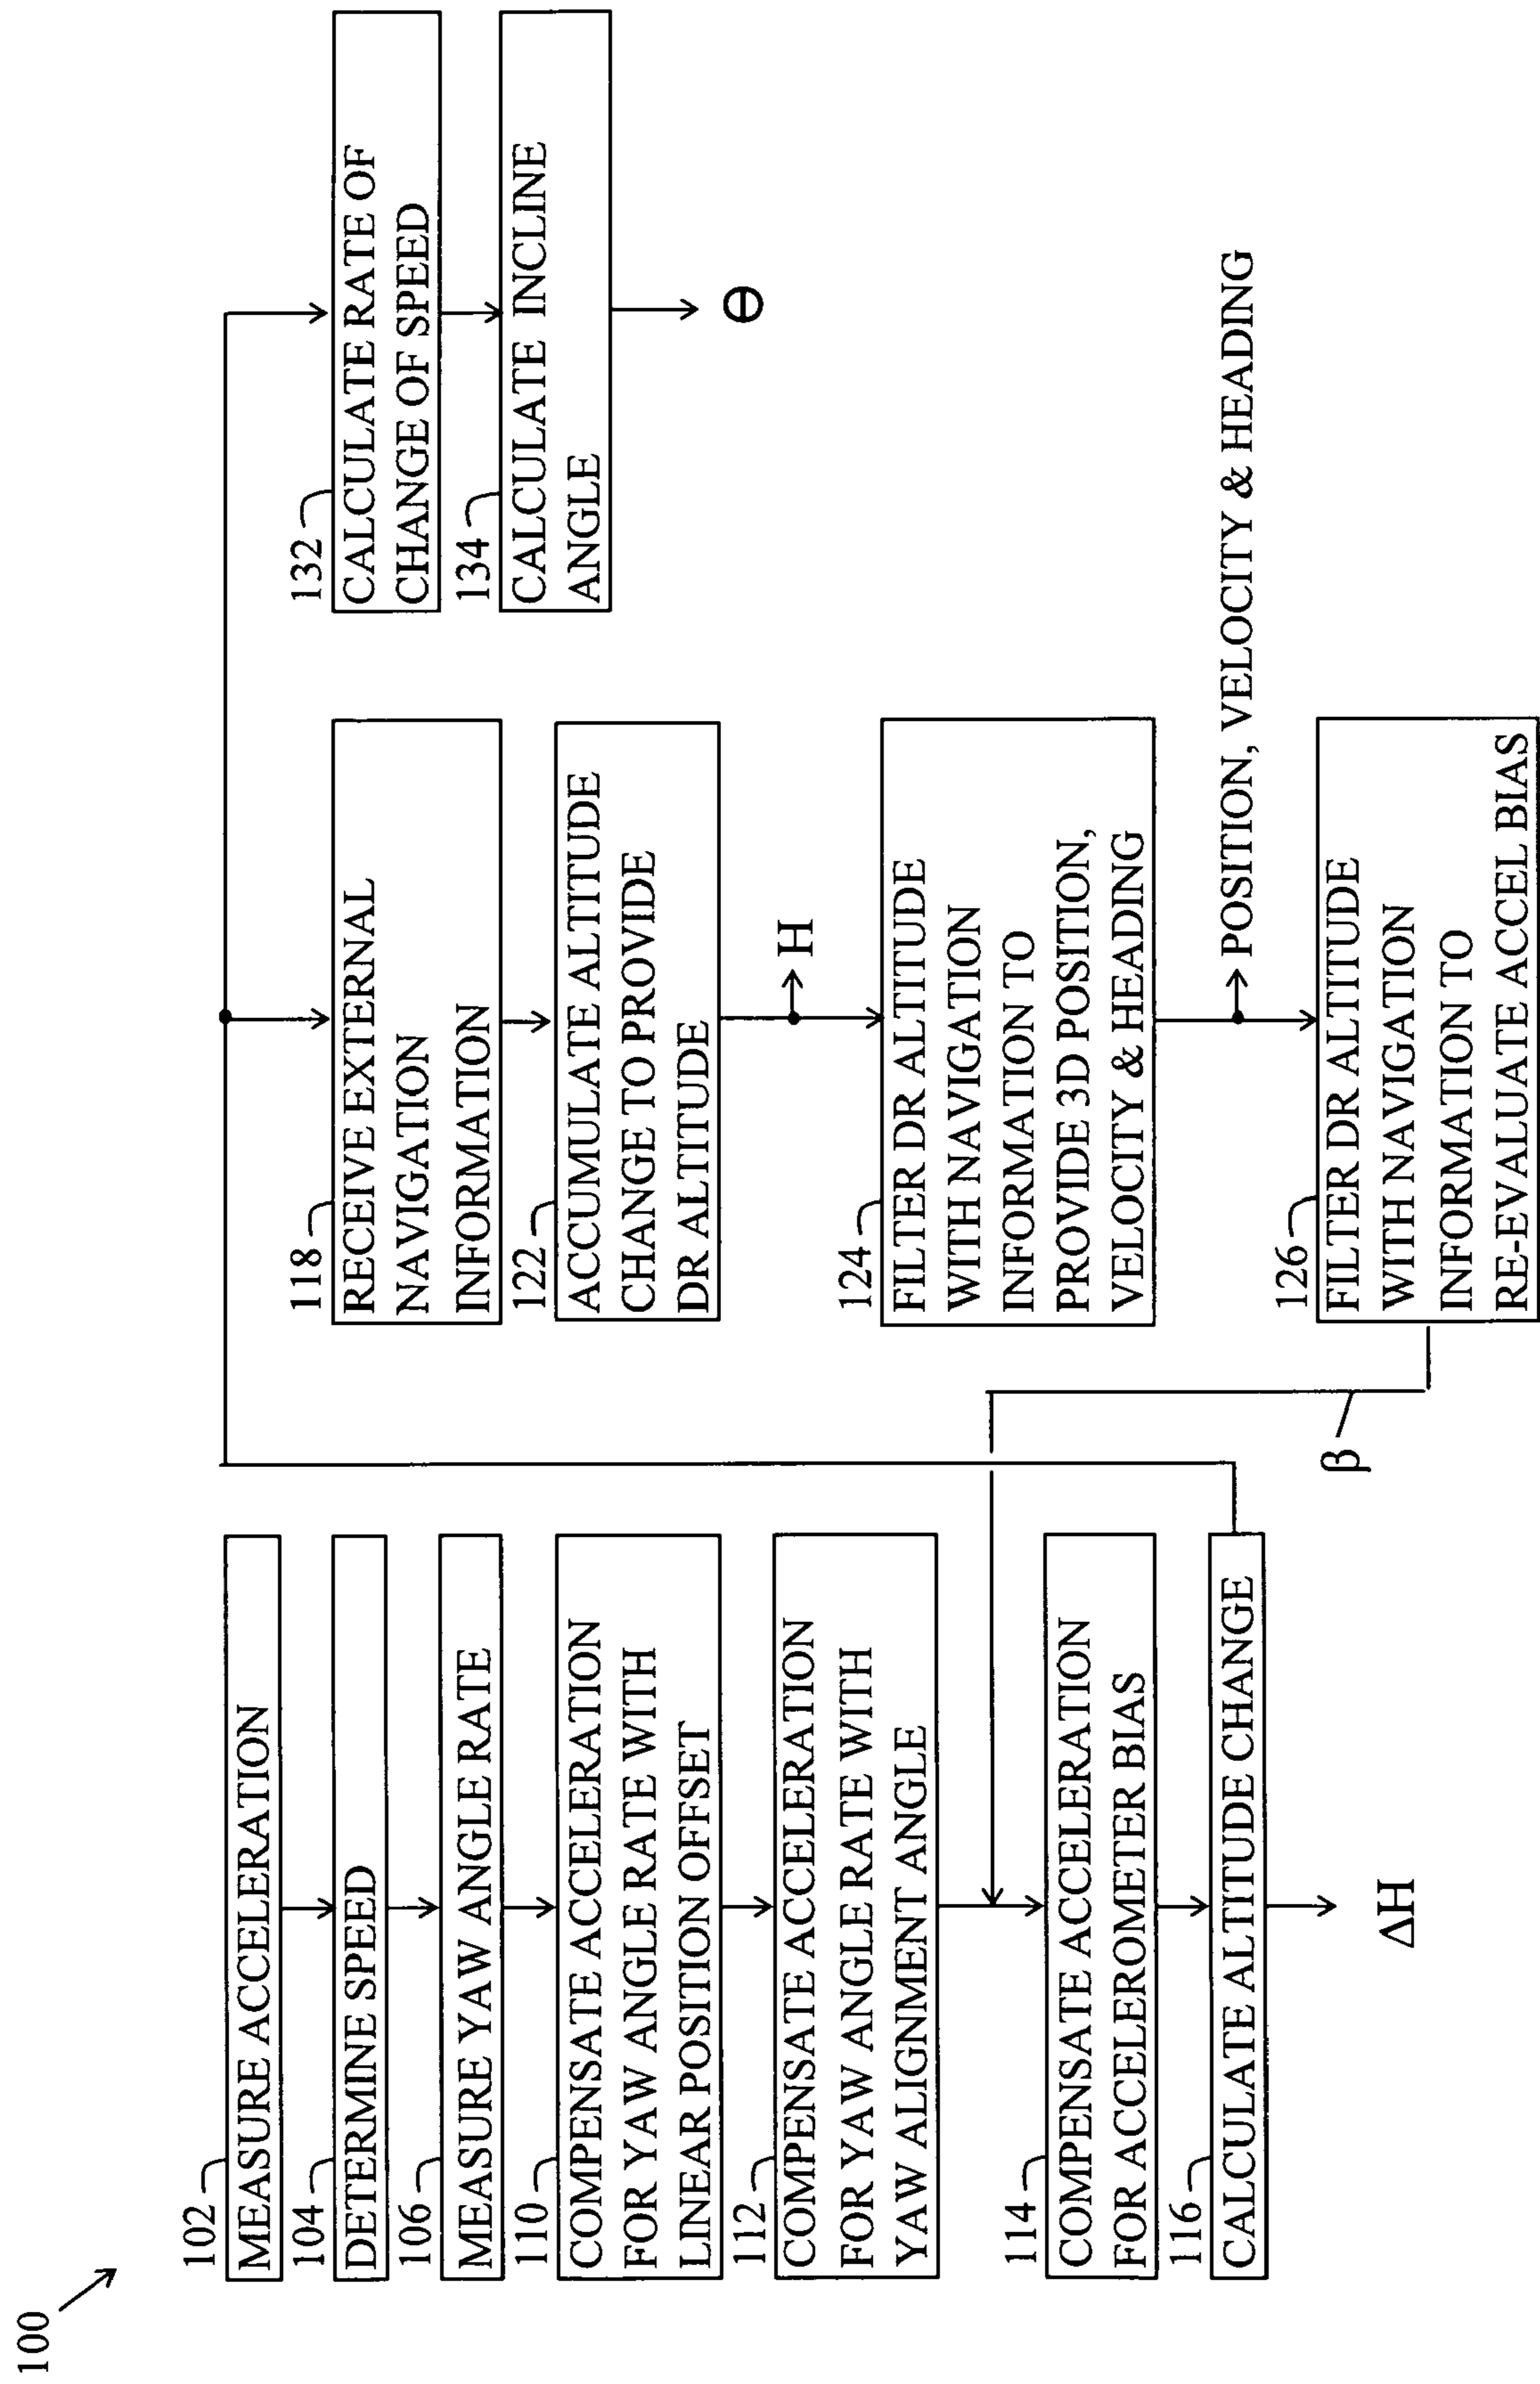 100
102
MEASURE ACCELERATION
104
DETERMINE SPEED
106
MEASURE YAW ANGLE RATE
110
COMPENSATE ACCELERATION
FOR YAW ANGLE RATE WITH
LINEAR POSITION OFFSET
112
COMPENSATE ACCELERATION
FOR YAW ANGLE RATE WITH
YAW ALIGNMENT ANGLE
114
COMPENSATE ACCELERATION
FOR ACCELEROMETER BIAS
116
CALCULATE ALTITUDE CHANGE
ΔH
118
RECEIVE EXTERNAL
NAVIGATION
INFORMATION
122
ACCUMULATE ALTITUDE
CHANGE TO PROVIDE
DR ALTITUDE
H
124
FILTER DR ALTITUDE
WITH NAVIGATION
INFORMATION TO
PROVIDE 3D POSITION,
VELOCITY & HEADING
POSITION, VELOCITY & HEADING
126
FILTER DR ALTITUDE
WITH NAVIGATION
INFORMATION TO
RE-EVALUATE ACCEL BIAS
β
132
CALCULATE RATE OF
CHANGE OF SPEED
134
CALCULATE INCLINE
ANGLE
Θ